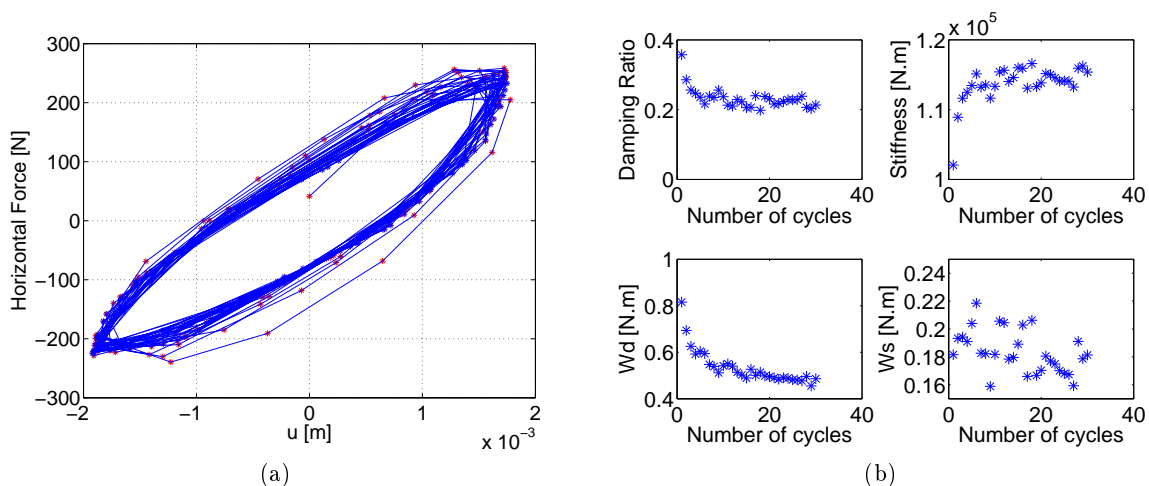 300
200
100
0
−100
−200
−300
−2
−1
0
1
2
x 10⁻³
u [m]
Horizontal Force [N]
(a)
0.4
0.2
0
0
20
40
Damping Ratio
Number of cycles
x 10⁵
1.20
1.10
1
0
20
40
Stiffness [N.m]
Number of cycles
1
0.8
0.6
0.4
0
20
40
Wd [N.m]
Number of cycles
0.24
0.22
0.2
0.18
0.16
0
20
40
Ws [N.m]
Number of cycles
(b)